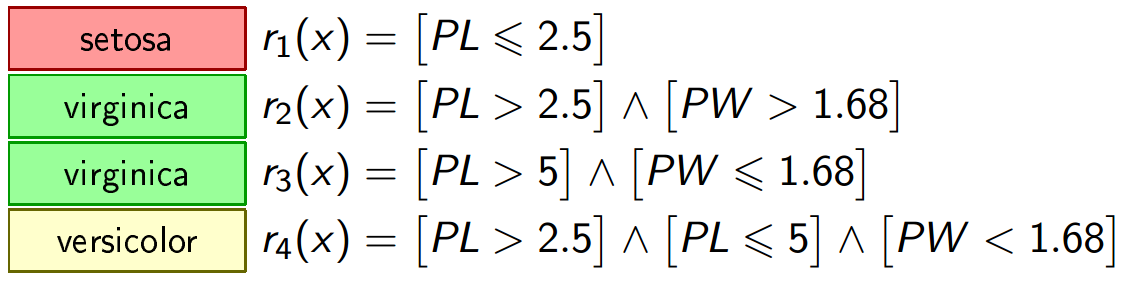 setosa r₁(x) = [PL ⩽ 2.5]
virginica r₂(x) = [PL > 2.5] ∧ [PW > 1.68]
virginica r₃(x) = [PL > 5] ∧ [PW ⩽ 1.68]
versicolor r₄(x) = [PL > 2.5] ∧ [PL ⩽ 5] ∧ [PW < 1.68]